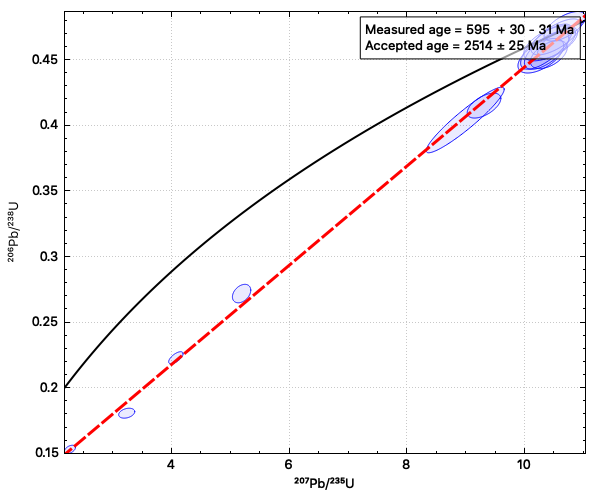 Measured age = 595 + 30 - 31 Ma
Accepted age = 2514 ± 25 Ma
0.45
0.4
0.35
0.3
0.25
0.2
0.15
²⁰⁶Pb/²³⁸U
4
6
8
10
²⁰⁷Pb/²³⁵U